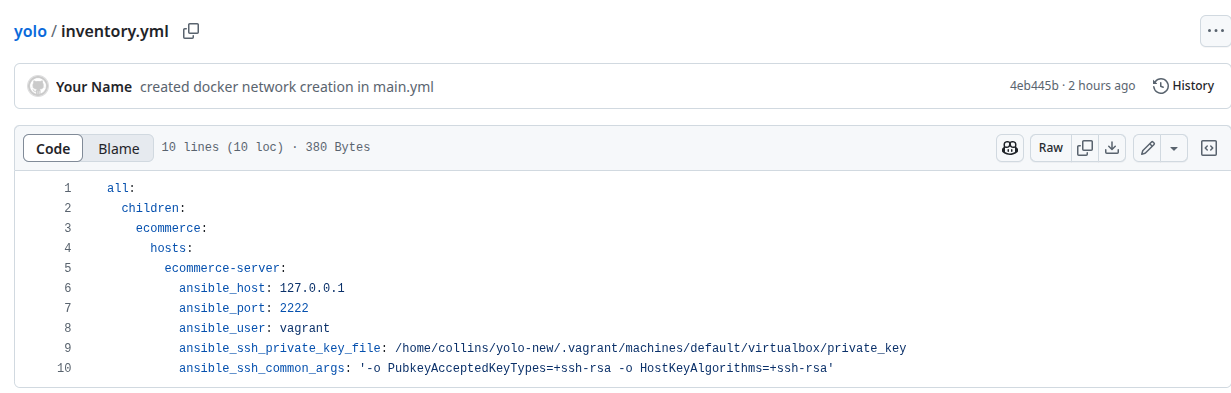 yolo / inventory.yml
Your Name created docker network creation in main.yml 4eb445b · 2 hours ago History
Code Blame 10 lines (10 loc) · 380 Bytes Raw
1 all:
2   children:
3     ecommerce:
4       hosts:
5         ecommerce-server:
6           ansible_host: 127.0.0.1
7           ansible_port: 2222
8           ansible_user: vagrant
9           ansible_ssh_private_key_file: /home/collins/yolo-new/.vagrant/machines/default/virtualbox/private_key
10           ansible_ssh_common_args: '-o PubkeyAcceptedKeyTypes=+ssh-rsa -o HostKeyAlgorithms=+ssh-rsa'